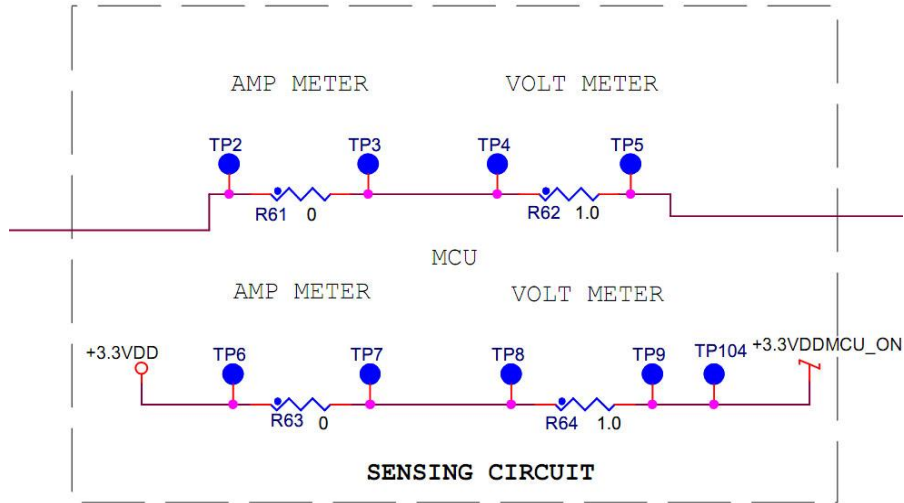 AMP METER VOLT METER
TP2 TP3 TP4 TP5
R61 0 R62 1.0
MCU
AMP METER VOLT METER
+3.3VDD TP6 TP7 TP8 TP9 TP104 +3.3VDDMCU_ON
R63 0 R64 1.0
SENSING CIRCUIT